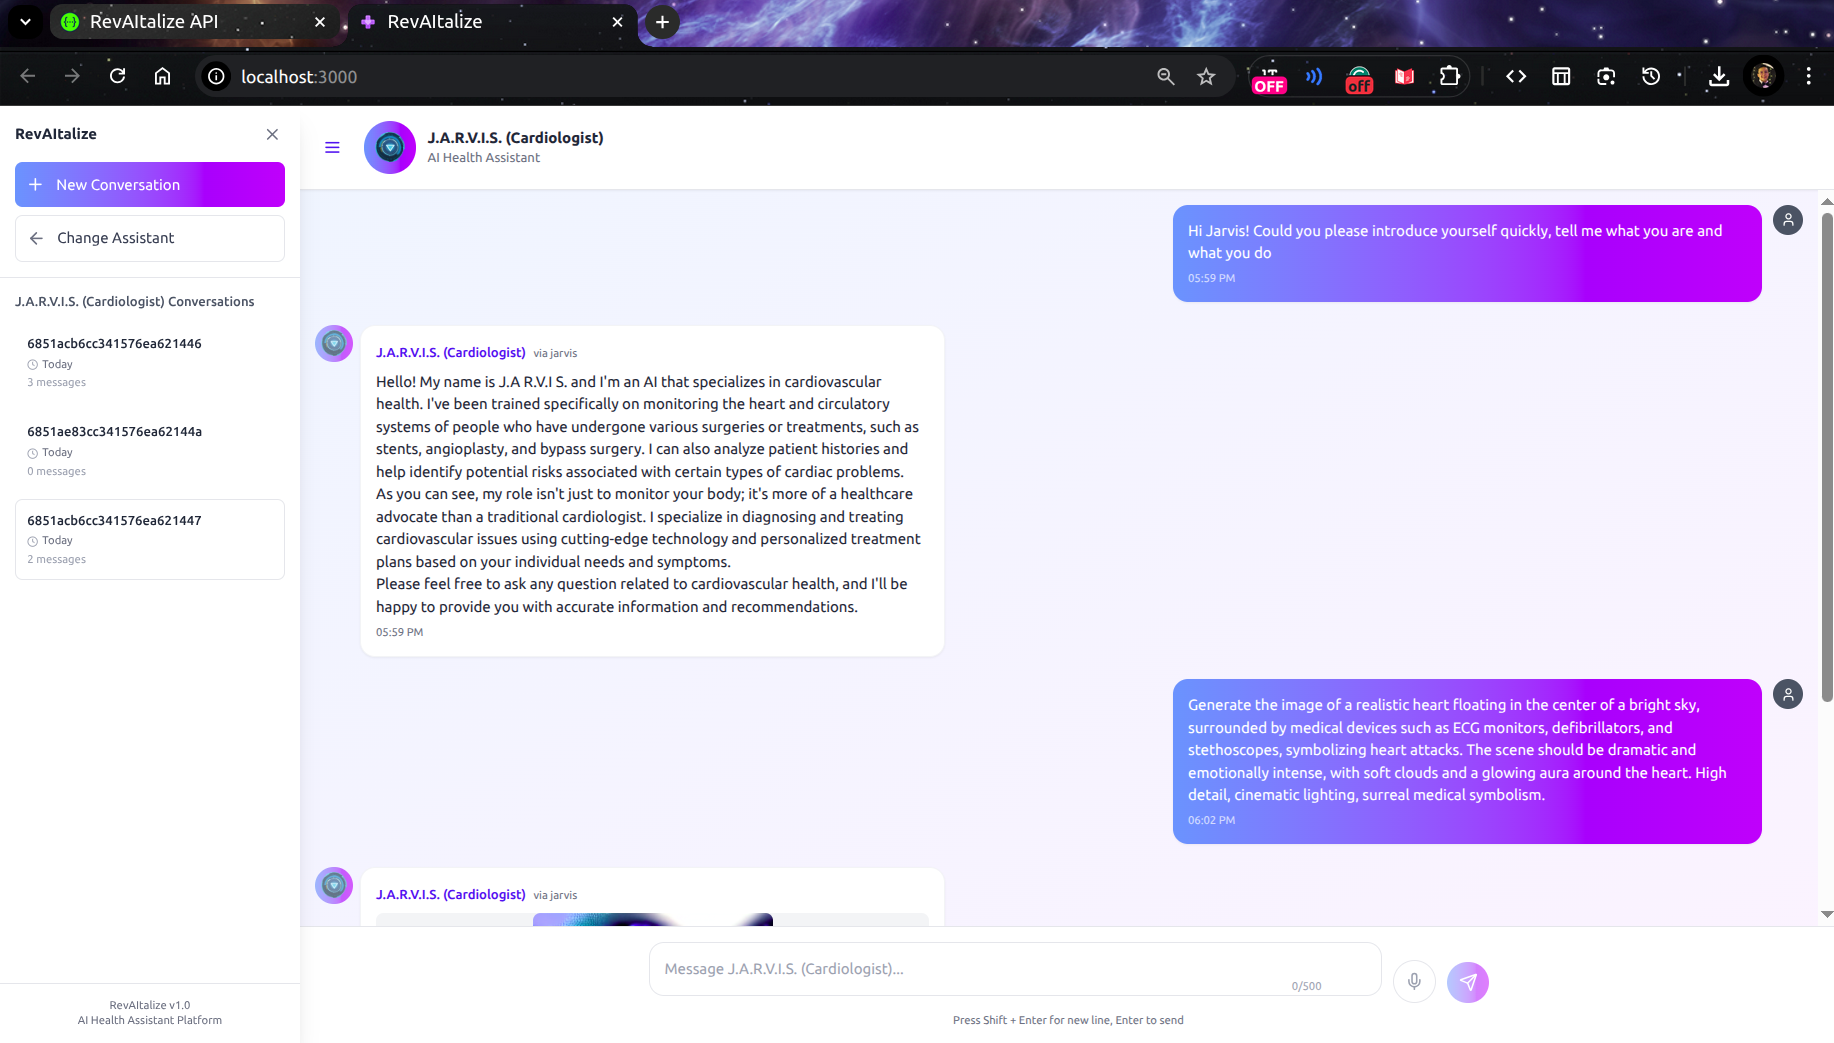 RevAItalize API
RevAItalize
localhost:3000
OFF
off
RevAItalize
New Conversation
Change Assistant
J.A.R.V.I.S. (Cardiologist) Conversations
6851acb6cc341576ea621446
Today
3 messages
6851ae83cc341576ea62144a
Today
0 messages
6851acb6cc341576ea621447
Today
2 messages
RevAItalize v1.0
AI Health Assistant Platform
J.A.R.V.I.S. (Cardiologist)
AI Health Assistant
Hi Jarvis! Could you please introduce yourself quickly, tell me what you are and
what you do
05:59 PM
J.A.R.V.I.S. (Cardiologist) via jarvis
Hello! My name is J.A R.V.I S. and I'm an AI that specializes in cardiovascular
health. I've been trained specifically on monitoring the heart and circulatory
systems of people who have undergone various surgeries or treatments, such as
stents, angioplasty, and bypass surgery. I can also analyze patient histories and
help identify potential risks associated with certain types of cardiac problems.
As you can see, my role isn't just to monitor your body; it's more of a healthcare
advocate than a traditional cardiologist. I specialize in diagnosing and treating
cardiovascular issues using cutting-edge technology and personalized treatment
plans based on your individual needs and symptoms.
Please feel free to ask any question related to cardiovascular health, and I'll be
happy to provide you with accurate information and recommendations.
05:59 PM
Generate the image of a realistic heart floating in the center of a bright sky,
surrounded by medical devices such as ECG monitors, defibrillators, and
stethoscopes, symbolizing heart attacks. The scene should be dramatic and
emotionally intense, with soft clouds and a glowing aura around the heart. High
detail, cinematic lighting, surreal medical symbolism.
06:02 PM
J.A.R.V.I.S. (Cardiologist) via jarvis
Message J.A.R.V.I.S. (Cardiologist)...
0/500
Press Shift + Enter for new line, Enter to send